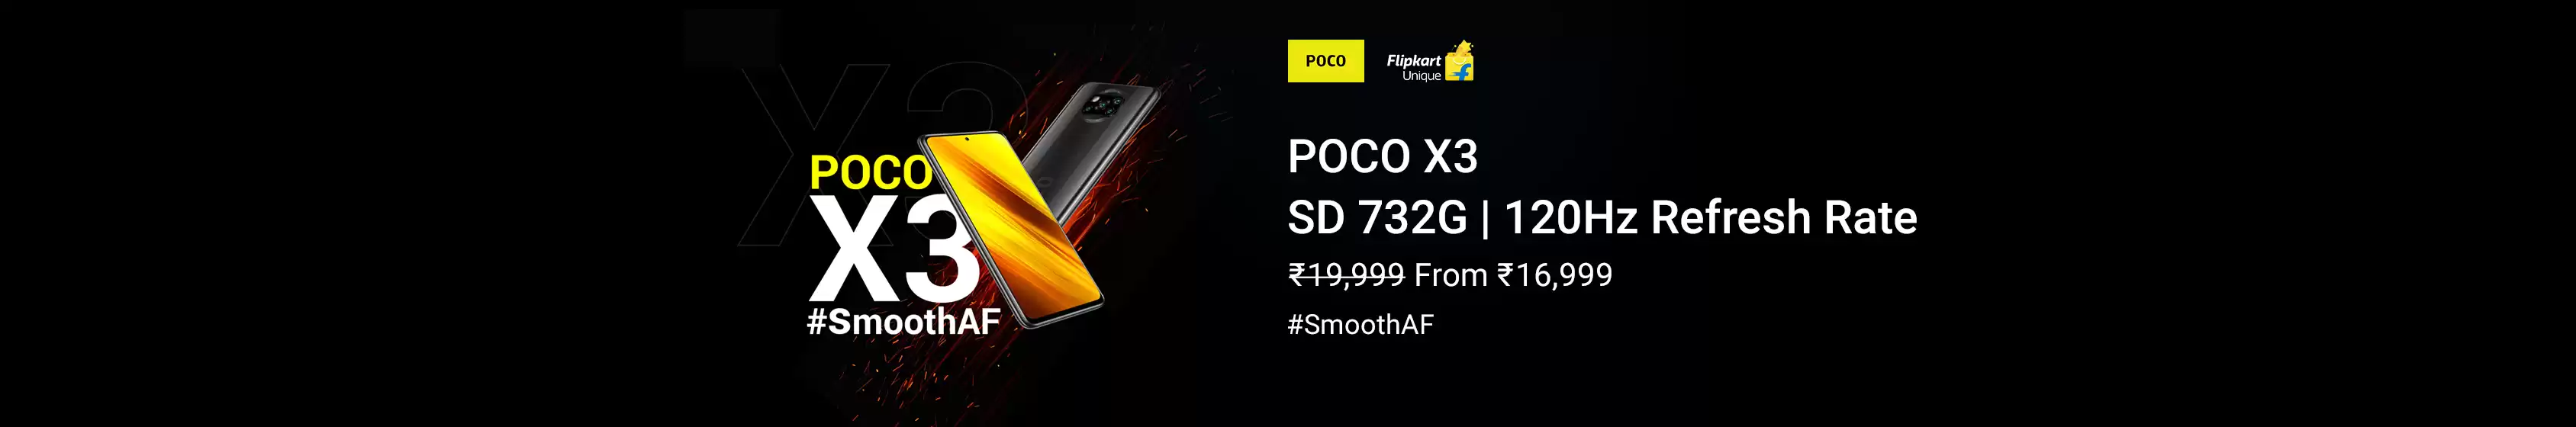 POCO
X3
#SmoothAF
POCO
Flipkart
Unique
POCO X3
SD 732G | 120Hz Refresh Rate
₹19,999 From ₹16,999
#SmoothAF